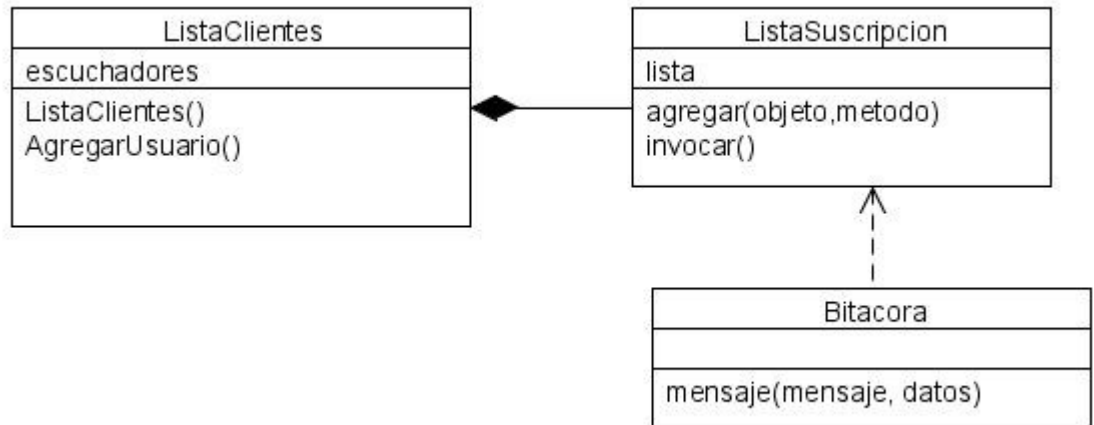 ListaClientes
escuchadores
ListaClientes()
AgregarUsuario()
ListaSuscripcion
lista
agregar(objeto,metodo)
invocar()
Bitacora
mensaje(mensaje, datos)